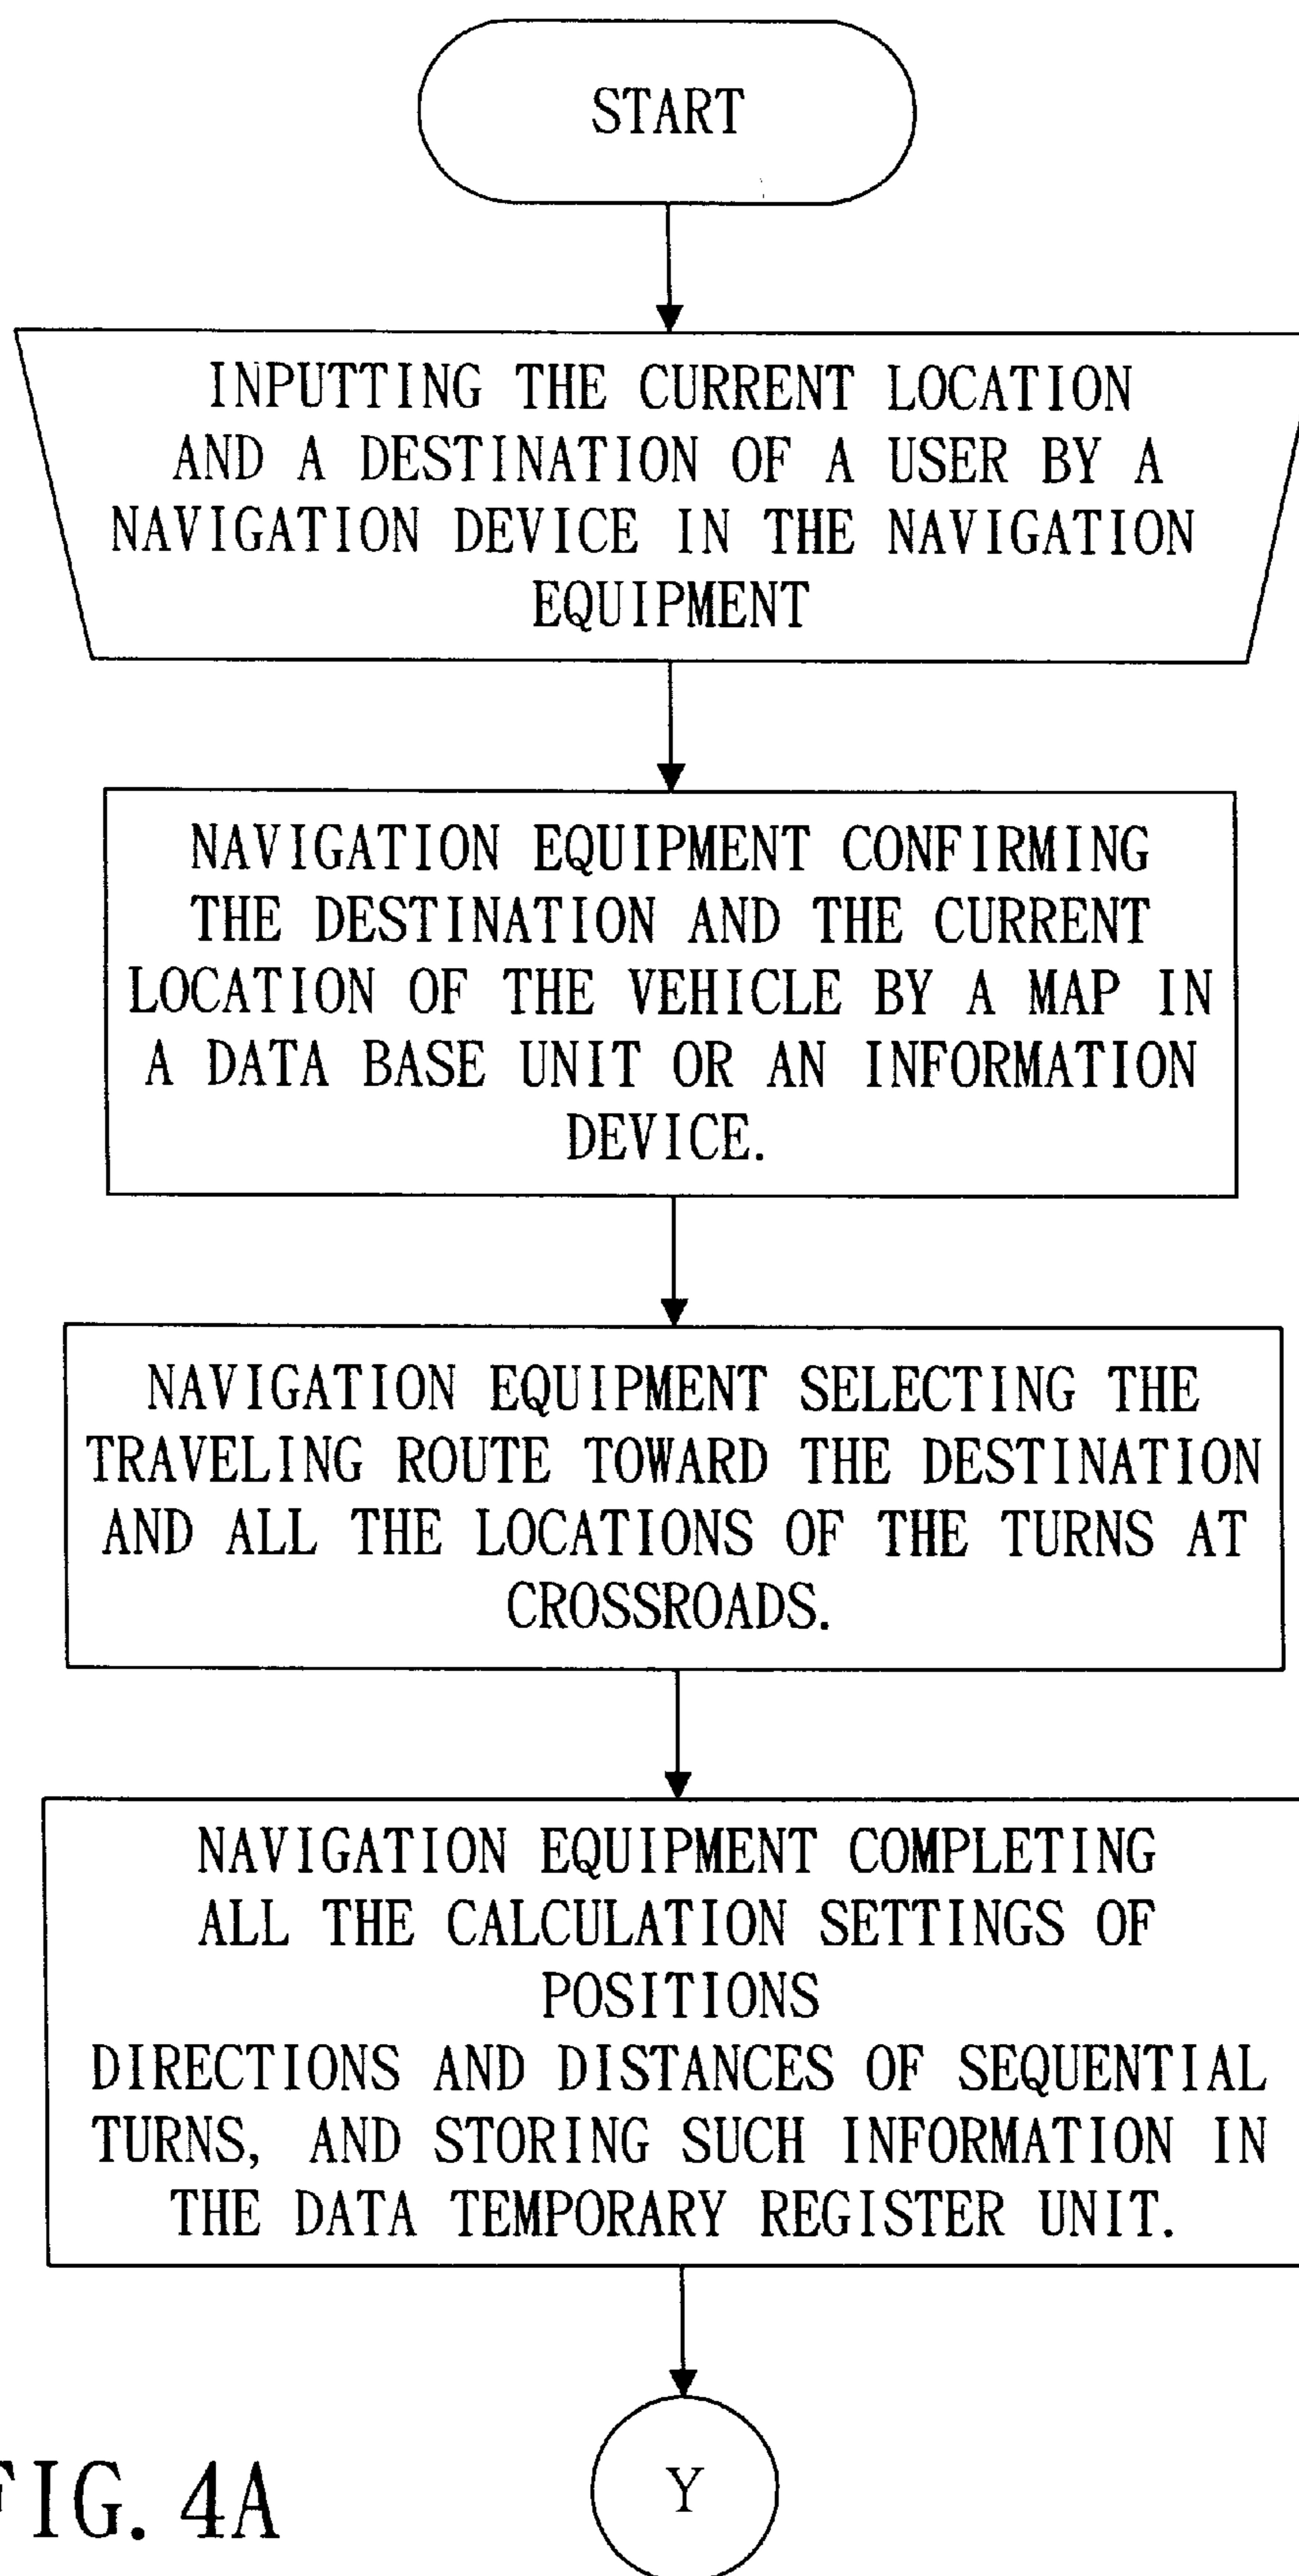 START
INPUTTING THE CURRENT LOCATION
AND A DESTINATION OF A USER BY A
NAVIGATION DEVICE IN THE NAVIGATION
EQUIPMENT
NAVIGATION EQUIPMENT CONFIRMING
THE DESTINATION AND THE CURRENT
LOCATION OF THE VEHICLE BY A MAP IN
A DATA BASE UNIT OR AN INFORMATION
DEVICE.
NAVIGATION EQUIPMENT SELECTING THE
TRAVELING ROUTE TOWARD THE DESTINATION
AND ALL THE LOCATIONS OF THE TURNS AT
CROSSROADS.
NAVIGATION EQUIPMENT COMPLETING
ALL THE CALCULATION SETTINGS OF
POSITIONS
DIRECTIONS AND DISTANCES OF SEQUENTIAL
TURNS, AND STORING SUCH INFORMATION IN
THE DATA TEMPORARY REGISTER UNIT.
Y
FIG. 4A